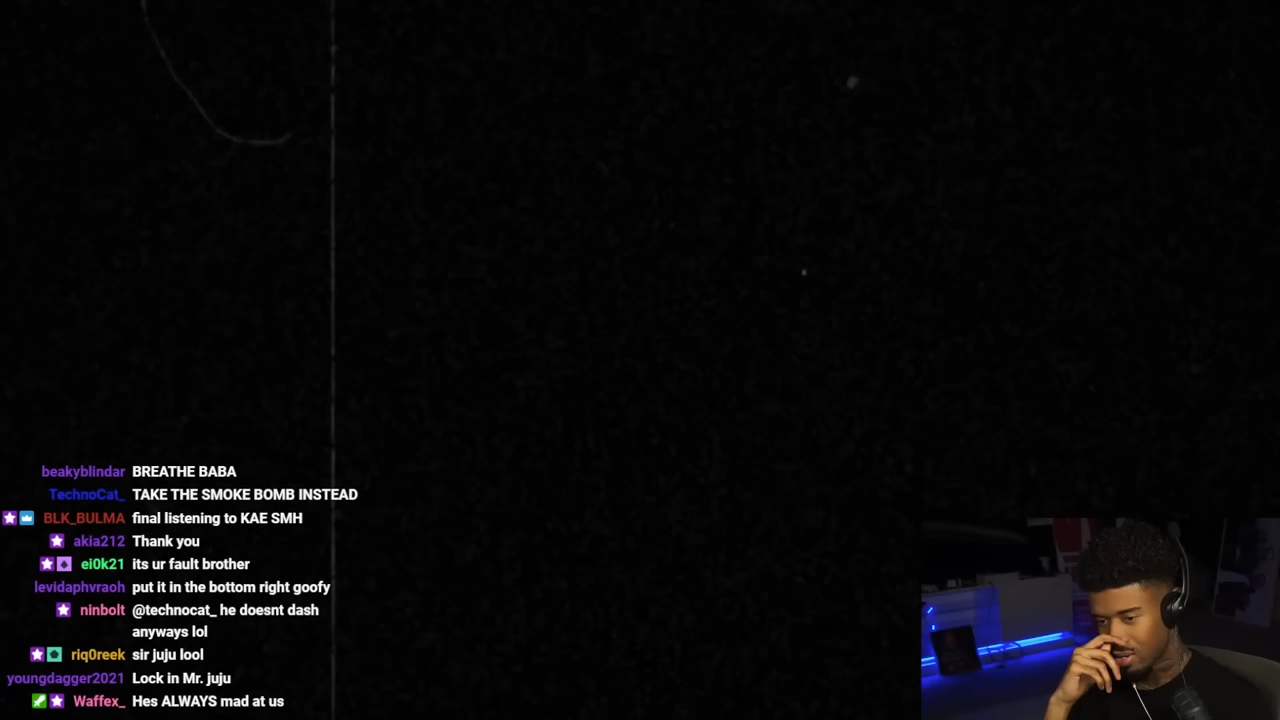 beakyblindar BREATHE BABA
TechnoCat_ TAKE THE SMOKE BOMB INSTEAD
BLK_BULMA final listening to KAE SMH
akia212 Thank you
ei0k21 its ur fault brother
levidaphvraoh put it in the bottom right goofy
ninbolt @technocat_ he doesnt dash
anyways lol
riq0reek sir juju lool
youngdagger2021 Lock in Mr. juju
Waffex_ Hes ALWAYS mad at us